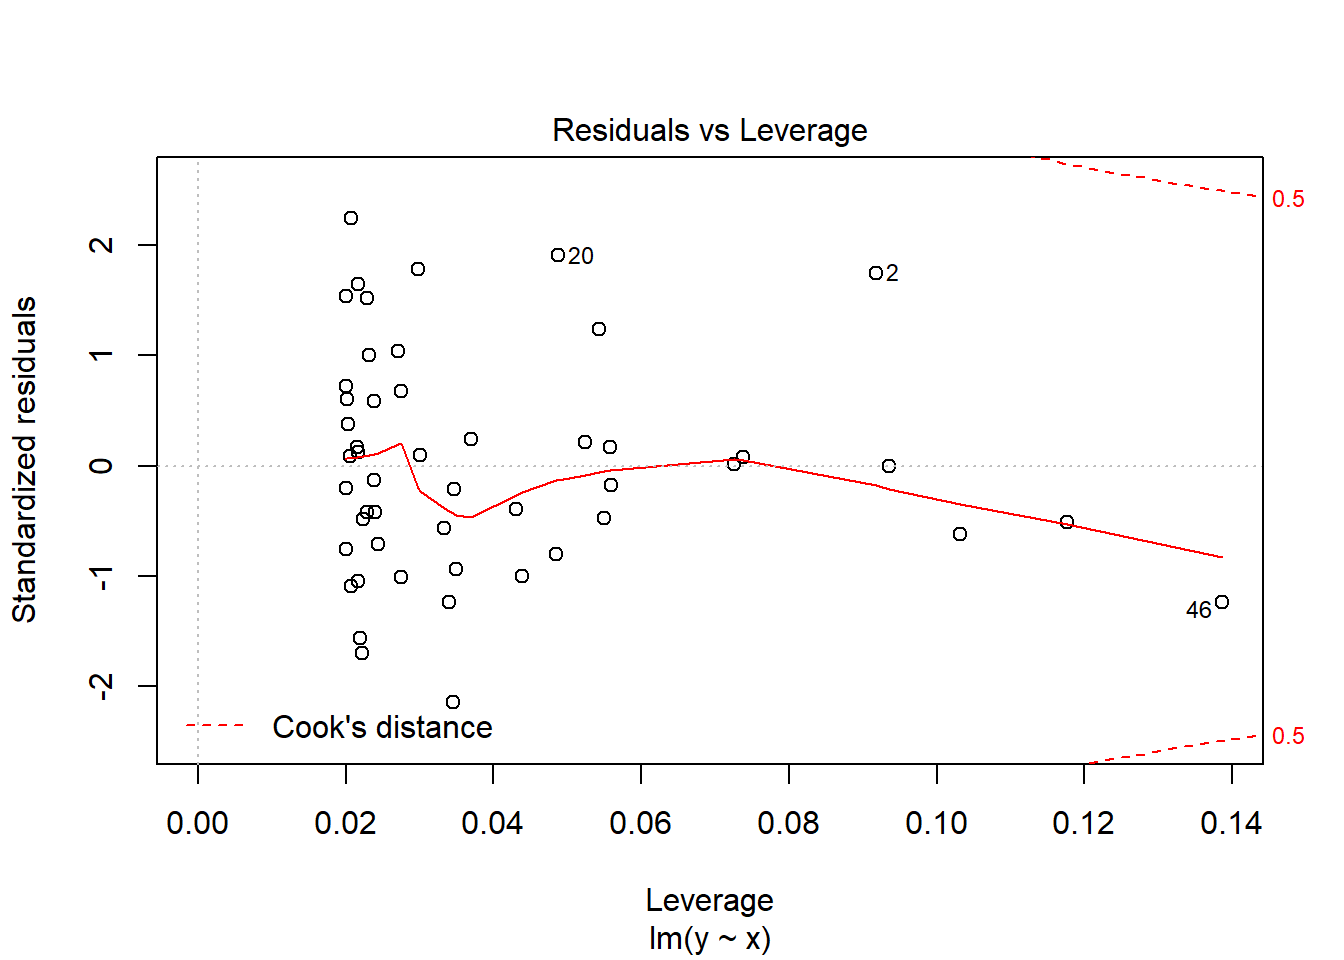 Residuals vs Leverage
Standardized residuals
2
1
0
-1
-2
0.5
20
2
46
0.5
Cook's distance
0.00 0.02 0.04 0.06 0.08 0.10 0.12 0.14
Leverage
lm(y ~ x)